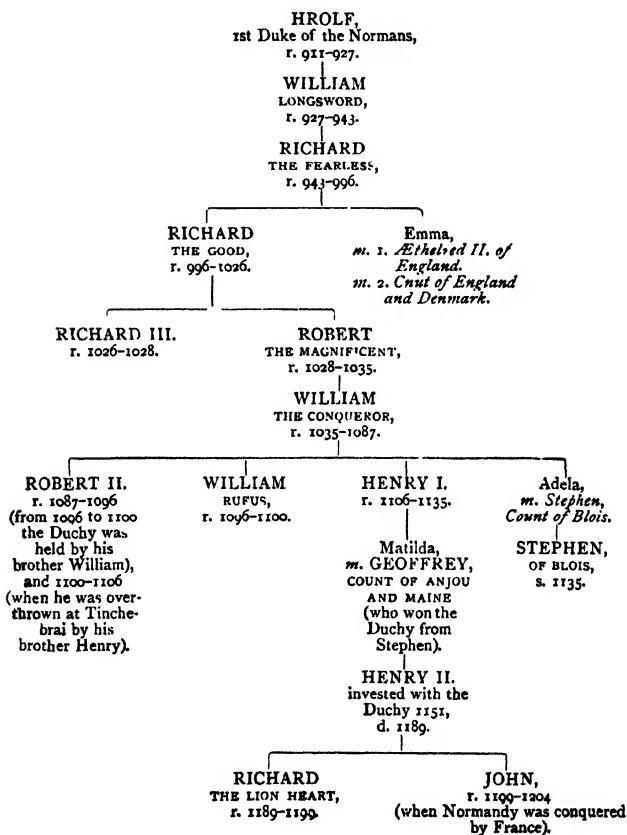 HROLF,
1st Duke of the Normans,
r. 911-927.
WILLIAM
LONGSWORD,
r. 927-943.
RICHARD
THE FEARLESS,
r. 943-996.
RICHARD
THE GOOD,
r. 996-1026.
Emma,
m. 1. Æthelred II. of
England.
m. 2. Cnut of England
and Denmark.
RICHARD III.
r. 1026-1028.
ROBERT
THE MAGNIFICENT,
r. 1028-1035.
WILLIAM
THE CONQUEROR,
r. 1035-1087.
ROBERT II.
r. 1087-1096
(from 1096 to 1100
the Duchy was
held by his
brother William),
and 1100-1106
(when he was over-
thrown at Tinche-
brai by his
brother Henry).
WILLIAM
RUFUS,
r. 1096-1100.
HENRY I.
r. 1106-1135.
Adela,
m. Stephen,
Count of Blois.
Matilda,
m. GEOFFREY,
COUNT OF ANJOU
AND MAINE
(who won the
Duchy from
Stephen).
STEPHEN,
OF BLOIS,
s. 1135.
HENRY II.
invested with the
Duchy 1151,
d. 1189.
RICHARD
THE LION HEART,
r. 1189-1199.
JOHN,
r. 1199-1204
(when Normandy was conquered
by France).